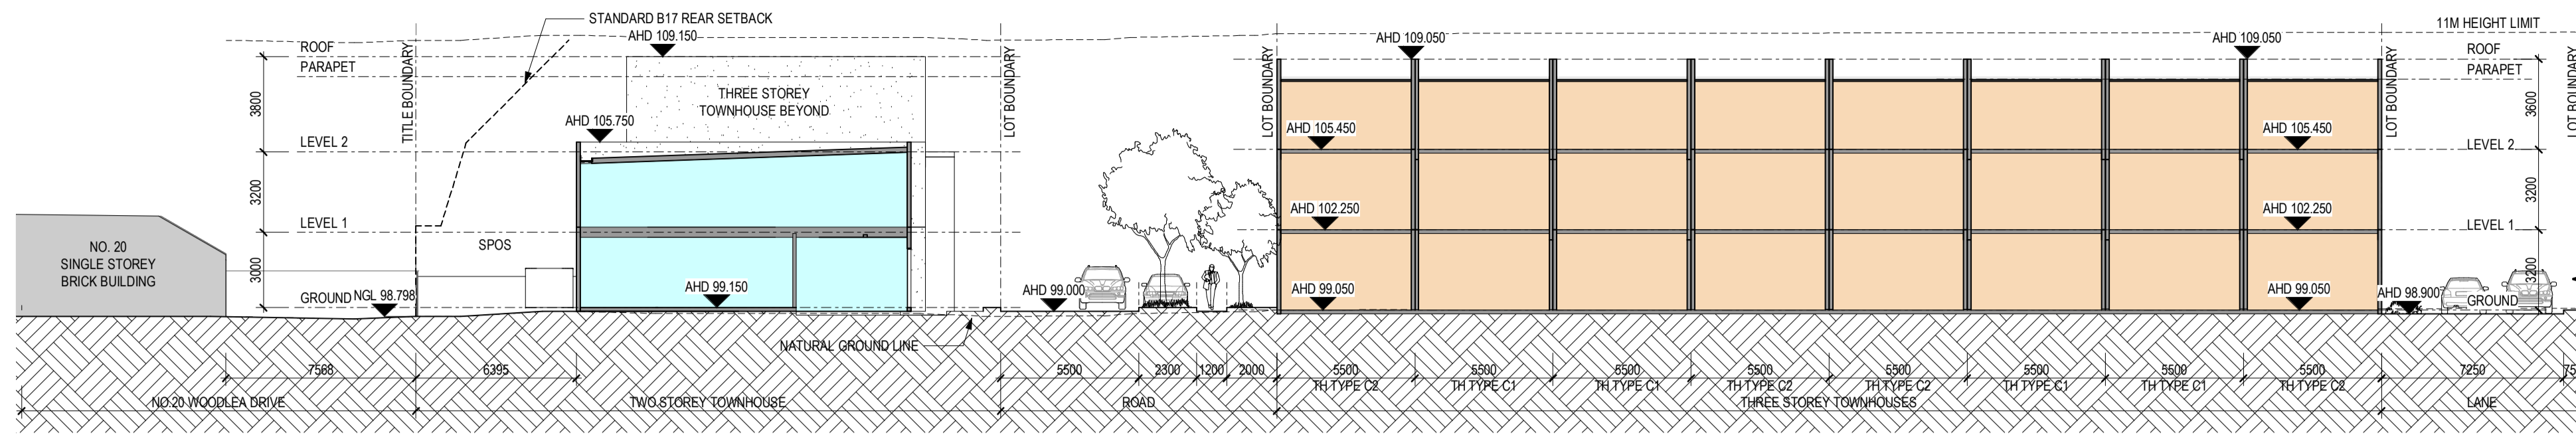 STANDARD B17 REAR SETBACK
11M HEIGHT LIMIT
AHD 109.150
AHD 109.050
AHD 109.050
ROOF
PARAPET
ROOF
PARAPET
TITLE BOUNDARY
LOT BOUNDARY
LOT BOUNDARY
LOT BOUNDARY
LOT BOUNDARY
3800
THREE STOREY
TOWNHOUSE BEYOND
3600
AHD 105.750
AHD 105.450
AHD 105.450
LEVEL 2
LEVEL 2
3200
3200
AHD 102.250
AHD 102.250
LEVEL 1
LEVEL 1
NO. 20
SINGLE STOREY
BRICK BUILDING
SPOS
3000
3200
GROUND
NGL 98.798
AHD 99.150
AHD 99.000
AHD 99.050
AHD 99.050
AHD 98.900
GROUND
NATURAL GROUND LINE
7568
6395
5500
2300
1200
2000
5500
5500
5500
5500
5500
5500
5500
5500
7250
75
TH TYPE C2
TH TYPE C1
TH TYPE C1
TH TYPE C2
TH TYPE C2
TH TYPE C1
TH TYPE C1
TH TYPE C2
NO.20 WOODLEA DRIVE
TWO STOREY TOWNHOUSE
ROAD
THREE STOREY TOWNHOUSES
LANE